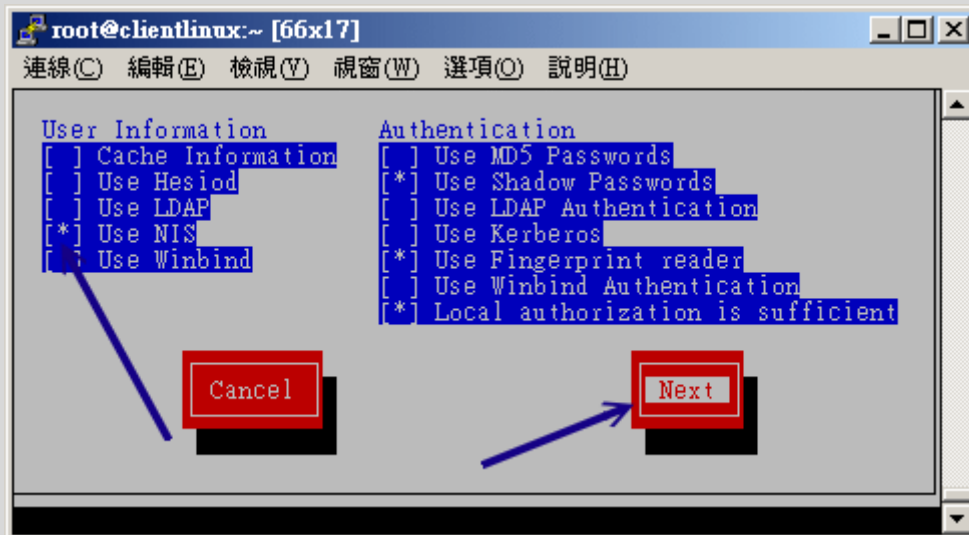 root@clientlinux:~ [66x17]
連線(C) 編輯(E) 檢視(V) 視窗(W) 選項(O) 說明(H)
User Information
[ ] Cache Information
[ ] Use Hesiod
[ ] Use LDAP
[*] Use NIS
[ ] Use Winbind
Authentication
[ ] Use MD5 Passwords
[*] Use Shadow Passwords
[ ] Use LDAP Authentication
[ ] Use Kerberos
[*] Use Fingerprint reader
[ ] Use Winbind Authentication
[*] Local authorization is sufficient
Cancel
Next